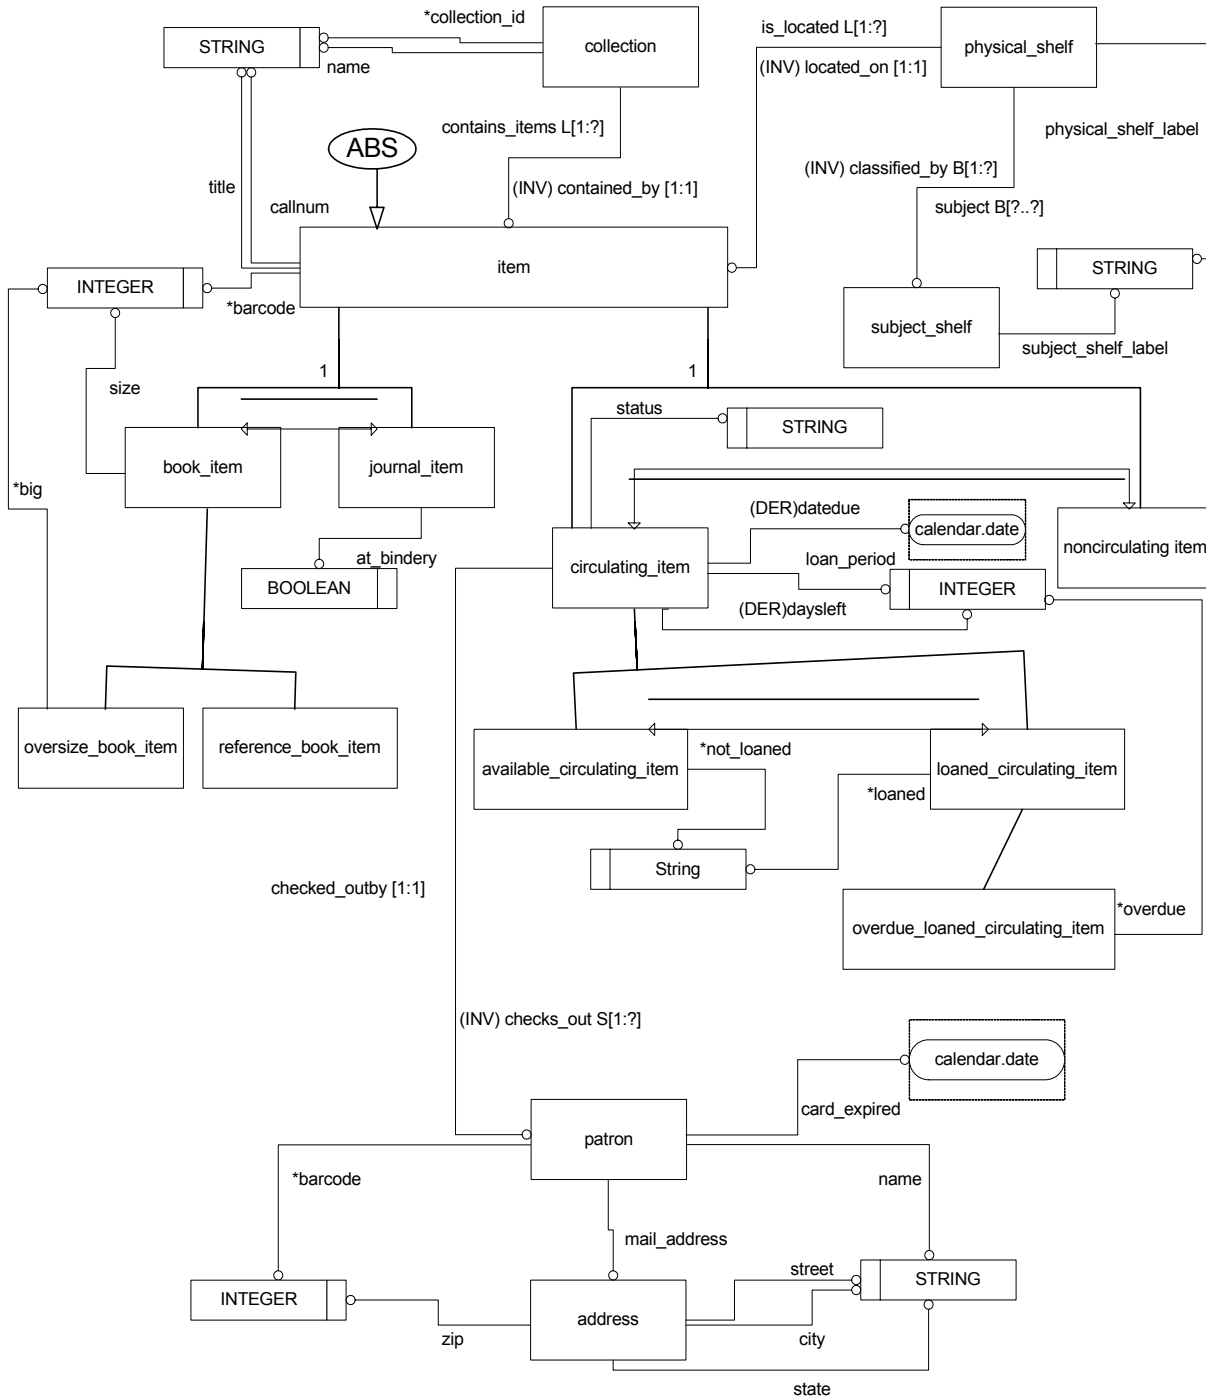 *collection_id
STRING
collection
is_located L[1:?]
physical_shelf
name
(INV) located_on [1:1]
contains_items L[1:?]
physical_shelf_label
ABS
title
(INV) contained_by [1:1]
(INV) classified_by B[1:?]
callnum
subject B[?..?]
item
STRING
INTEGER
*barcode
subject_shelf
subject_shelf_label
1
1
size
status
STRING
book_item
journal_item
*big
(DER)datedue
calendar.date
noncirculating item
at_bindery
circulating_item
loan_period
BOOLEAN
INTEGER
(DER)daysleft
oversize_book_item
reference_book_item
*not_loaned
available_circulating_item
loaned_circulating_item
*loaned
String
checked_outby [1:1]
*overdue
overdue_loaned_circulating_item
(INV) checks_out S[1:?]
calendar.date
card_expired
patron
*barcode
name
mail_address
street
STRING
INTEGER
address
zip
city
state